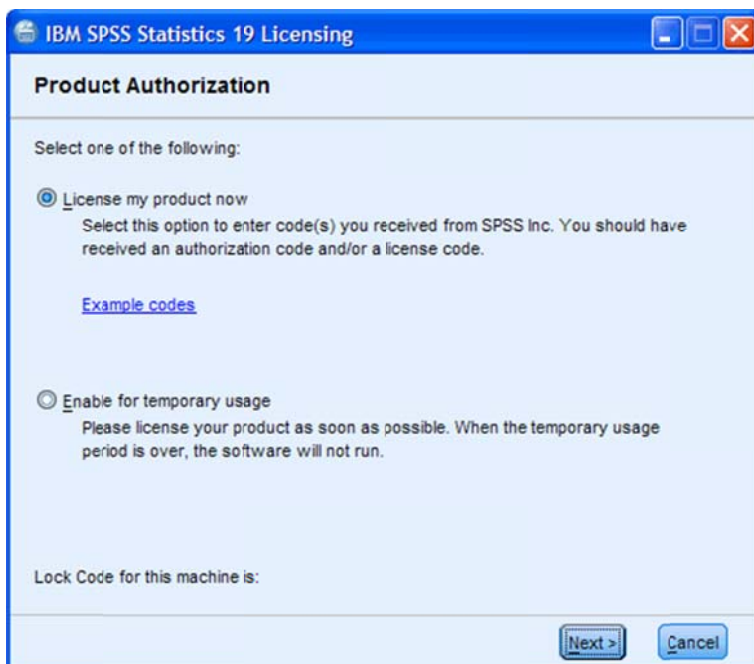 IBM SPSS Statistics 19 Licensing
Product Authorization
Select one of the following:
License my product now
Select this option to enter code(s) you received from SPSS Inc. You should have
received an authorization code and/or a license code.
Example codes
Enable for temporary usage
Please license your product as soon as possible. When the temporary usage
period is over, the software will not run.
Lock Code for this machine is:
Next >
Cancel